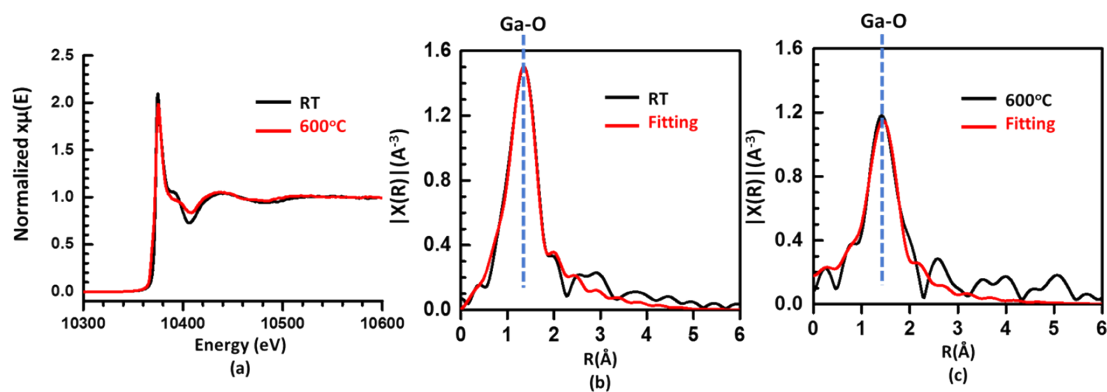 Normalized xμ(E)
2.5
2.0
1.5
1.0
0.5
0.0
RT
600°C
10300
10400
10500
10600
Energy (eV)
(a)
Ga-O
|X(R)|(A⁻³)
1.6
1.2
0.8
0.4
0.0
RT
Fitting
0
1
2
3
4
5
6
R(Å)
(b)
Ga-O
|X(R)|(A⁻³)
1.6
1.2
0.8
0.4
0.0
600°C
Fitting
0
1
2
3
4
5
6
R(Å)
(c)